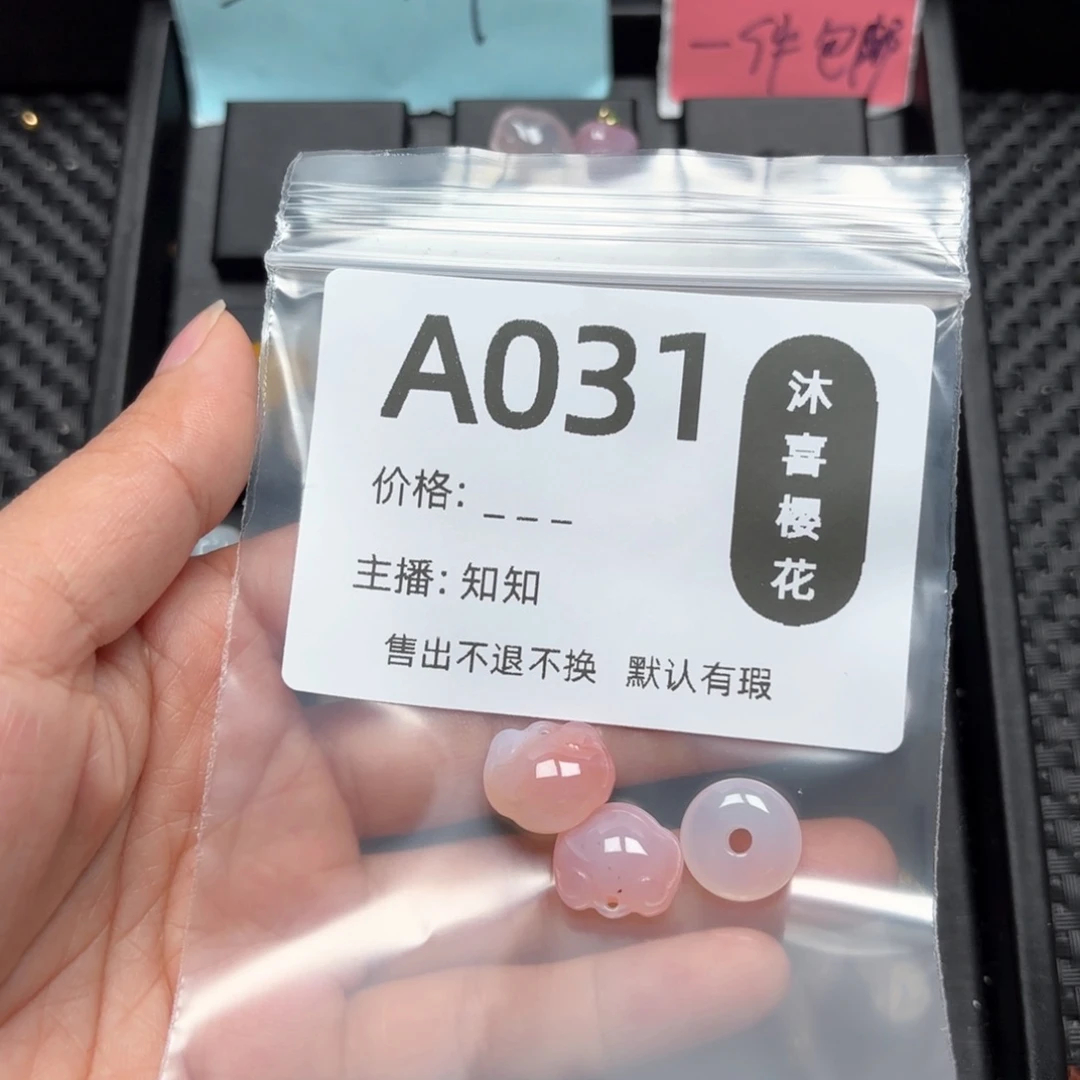 一件包邮
A031
价格: _ _ _
主播: 知知
售出不退不换 默认有瑕
沐喜樱花